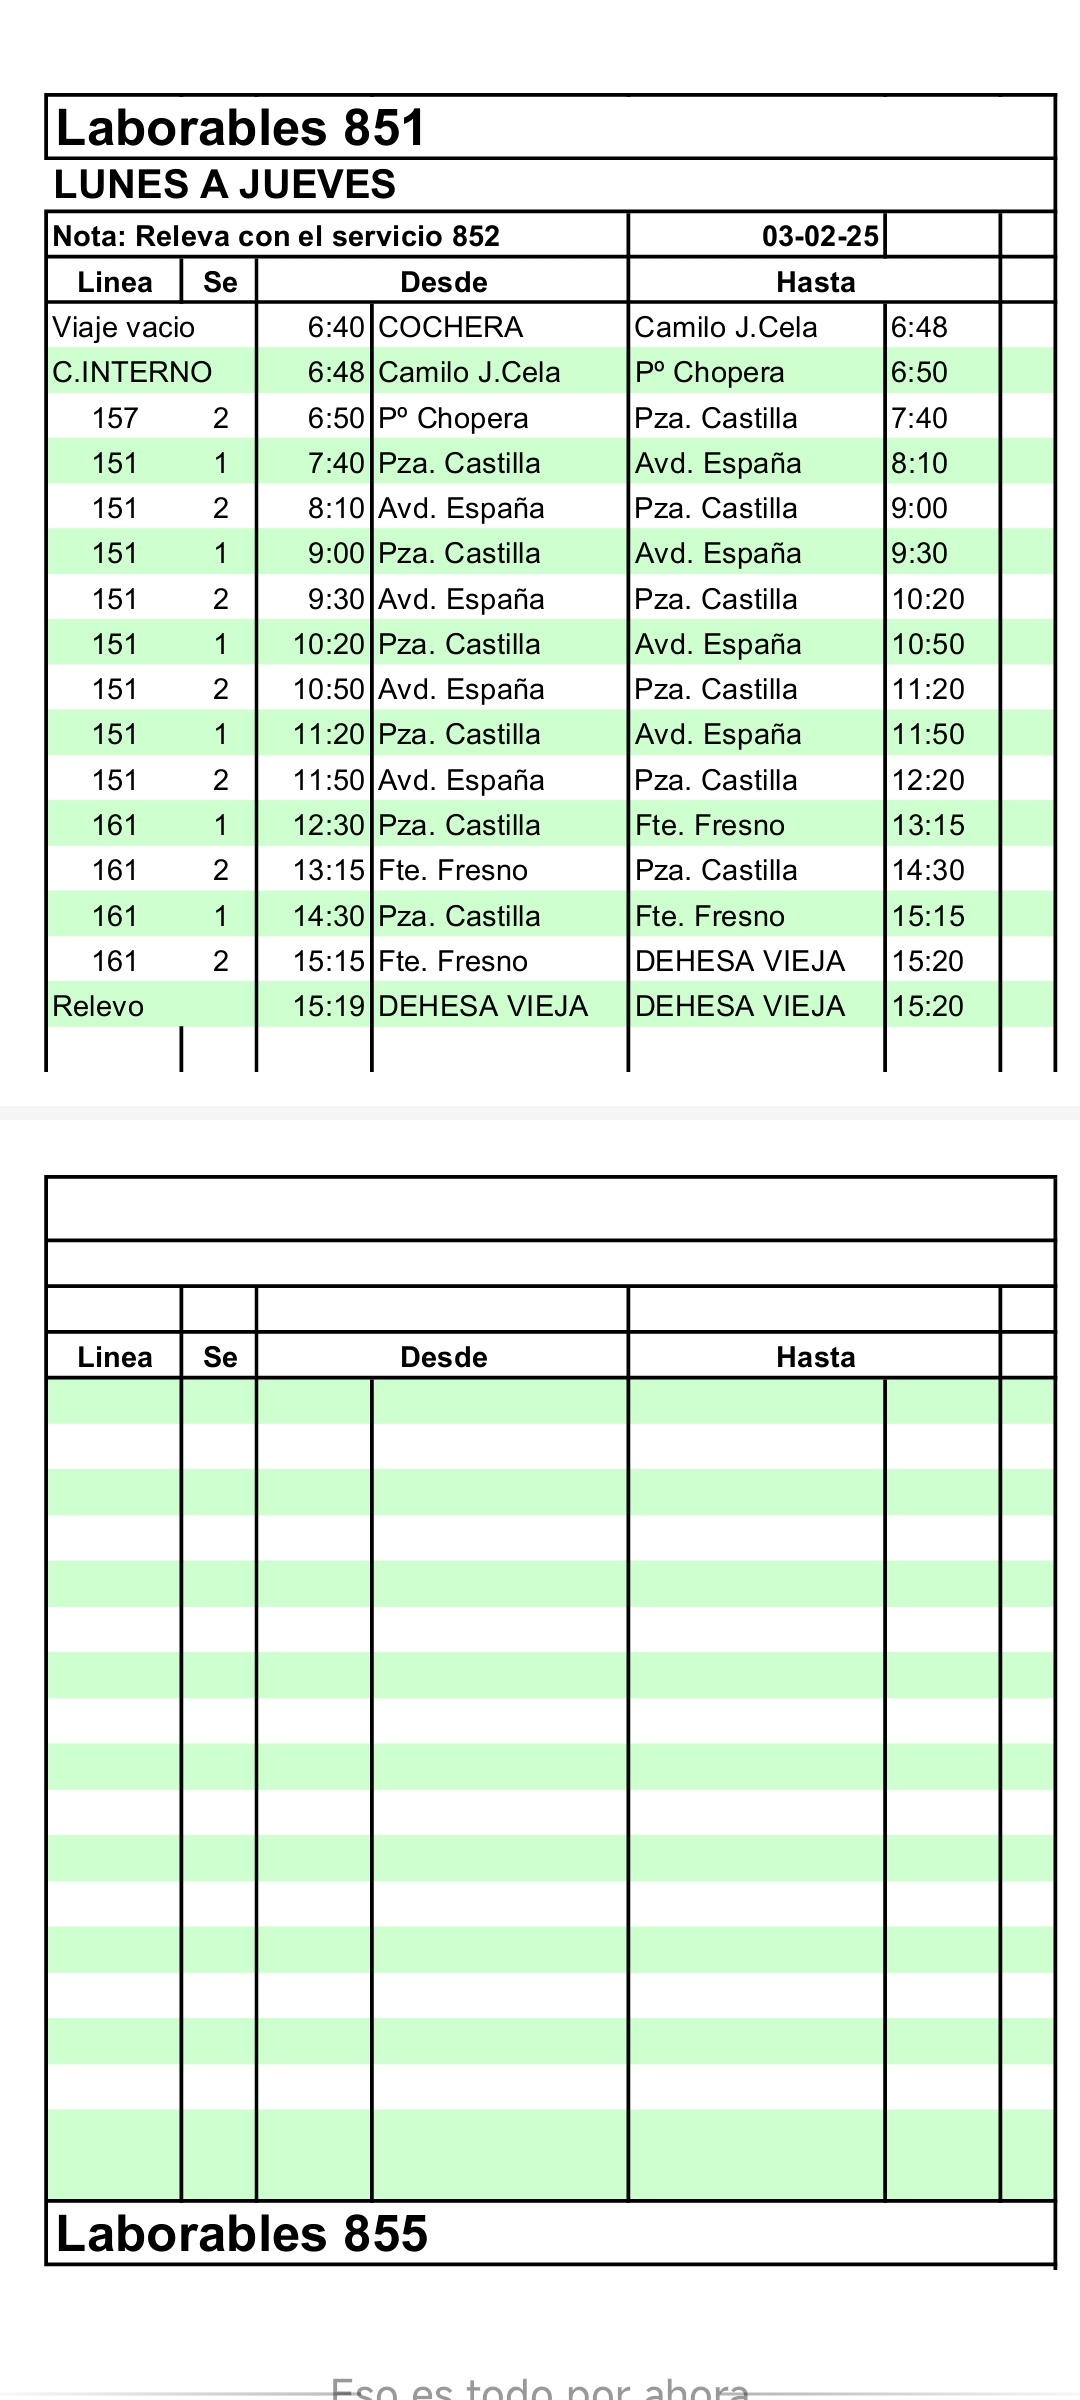 Laborables 851
LUNES A JUEVES
Nota: Releva con el servicio 852 03-02-25
Linea Se Desde Hasta
Viaje vacio 6:40 COCHERA Camilo J.Cela 6:48
C.INTERNO 6:48 Camilo J.Cela Pº Chopera 6:50
157 2 6:50 Pº Chopera Pza. Castilla 7:40
151 1 7:40 Pza. Castilla Avd. España 8:10
151 2 8:10 Avd. España Pza. Castilla 9:00
151 1 9:00 Pza. Castilla Avd. España 9:30
151 2 9:30 Avd. España Pza. Castilla 10:20
151 1 10:20 Pza. Castilla Avd. España 10:50
151 2 10:50 Avd. España Pza. Castilla 11:20
151 1 11:20 Pza. Castilla Avd. España 11:50
151 2 11:50 Avd. España Pza. Castilla 12:20
161 1 12:30 Pza. Castilla Fte. Fresno 13:15
161 2 13:15 Fte. Fresno Pza. Castilla 14:30
161 1 14:30 Pza. Castilla Fte. Fresno 15:15
161 2 15:15 Fte. Fresno DEHESA VIEJA 15:20
Relevo 15:19 DEHESA VIEJA DEHESA VIEJA 15:20
Linea Se Desde Hasta
Laborables 855
Eso es todo por ahora